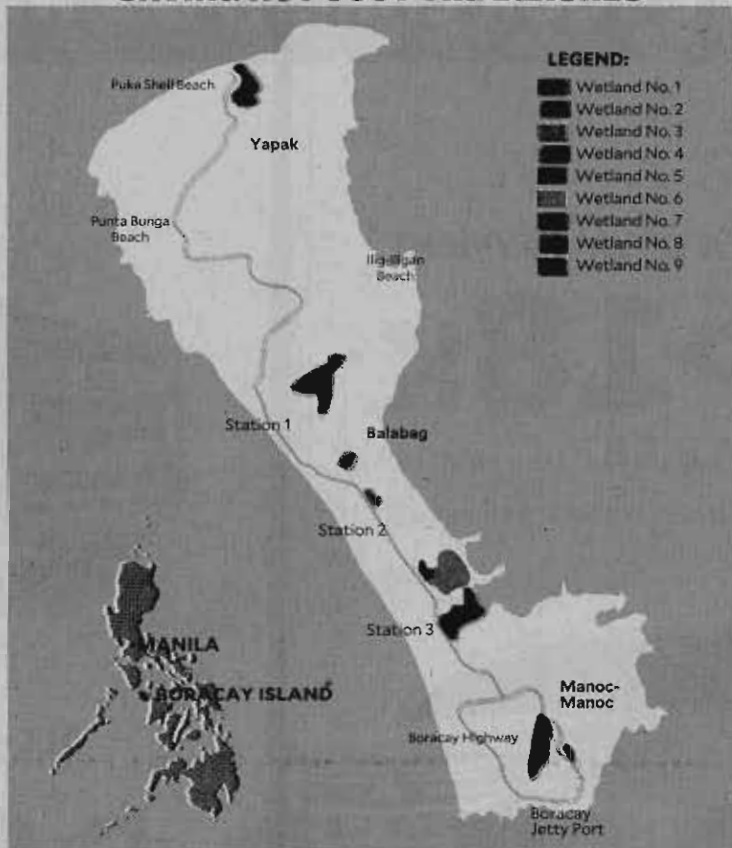 LEGEND:
Wetland No. 1
Wetland No. 2
Wetland No. 3
Wetland No. 4
Wetland No. 5
Wetland No. 6
Wetland No. 7
Wetland No. 8
Wetland No. 9
Puka Shell Beach
Yapak
Punta Bunga
Beach
Iligiligan
Beach
Station 1
Balabag
Station 2
Station 3
MANILA
BORACAY ISLAND
Manoc-
Manoc
Boracay Highway
Boracay
Jetty Port